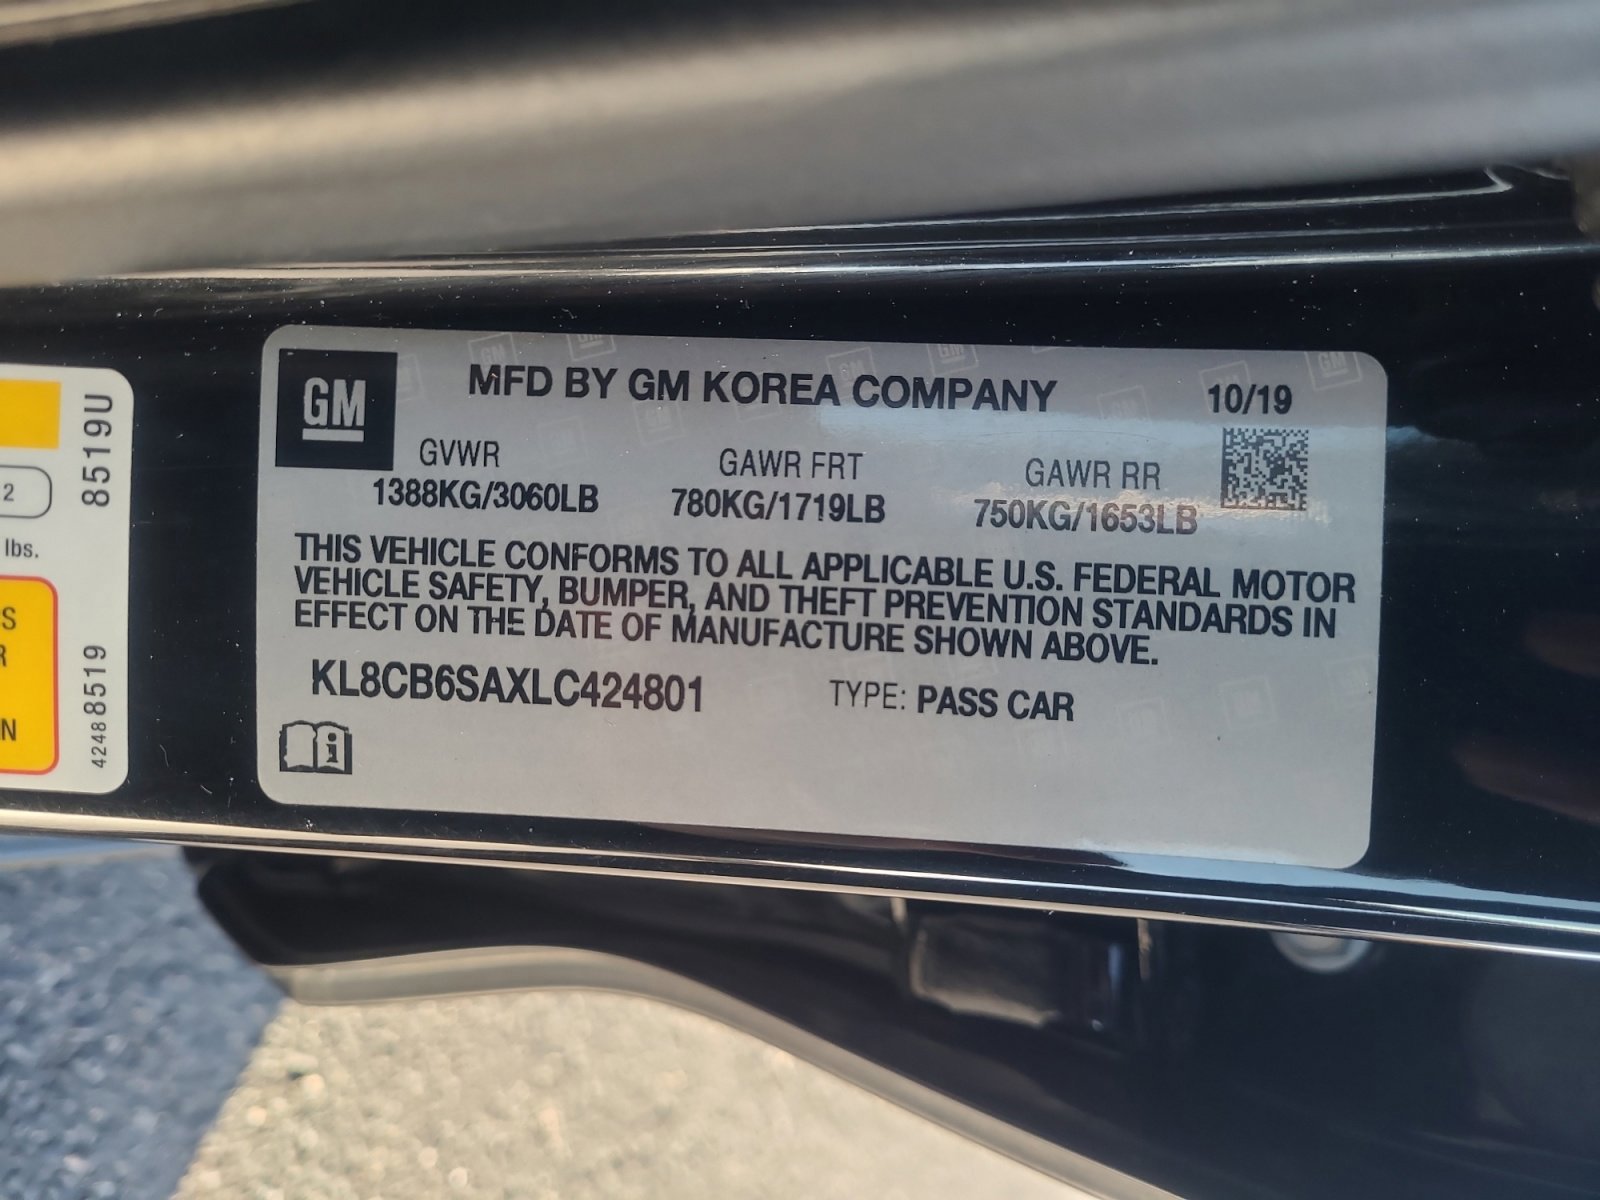 GM
MFD BY GM KOREA COMPANY
10/19
GVWR
GAWR FRT
GAWR RR
1388KG/3060LB
780KG/1719LB
750KG/1653LB
THIS VEHICLE CONFORMS TO ALL APPLICABLE U.S. FEDERAL MOTOR
VEHICLE SAFETY, BUMPER, AND THEFT PREVENTION STANDARDS IN
EFFECT ON THE DATE OF MANUFACTURE SHOWN ABOVE.
KL8CB6SAXLC424801
TYPE: PASS CAR
i
8519U
42488519
2
lbs.
N